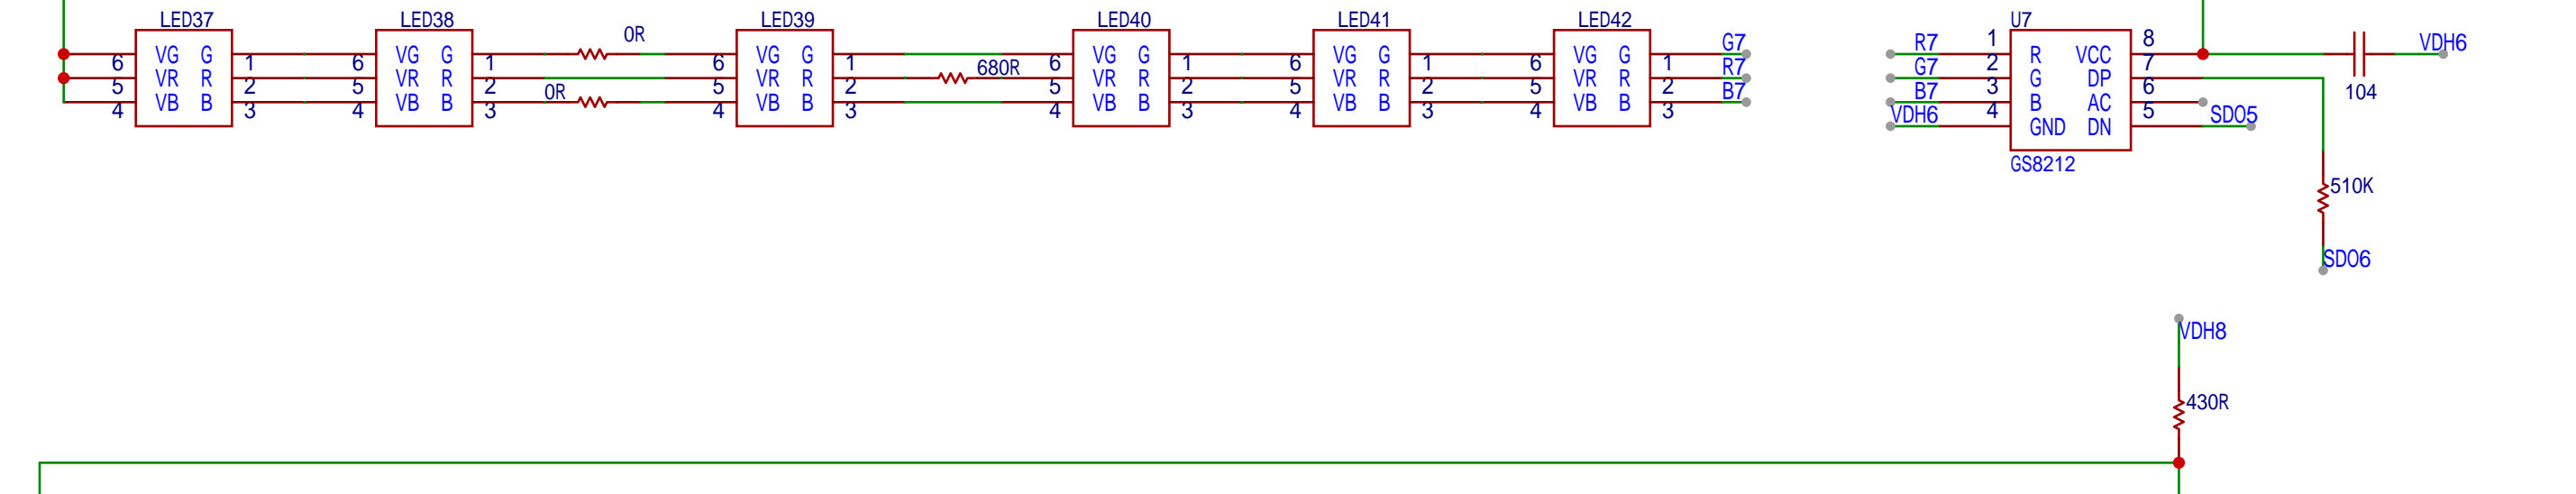 LED37 LED38 0R LED39 LED40 LED41 LED42 U7
6 VG G 1 6 VG G 1 6 VG G 1 6 VG G 1 6 VG G 1 6 VG G 1 G7 R7 1 R VCC 8 VDH6
5 VR R 2 5 VR R 2 5 VR R 2 680R 5 VR R 2 5 VR R 2 5 VR R 2 R7 G7 2 G DP 7
4 VB B 3 4 VB B 3 0R 4 VB B 3 4 VB B 3 4 VB B 3 4 VB B 3 B7 B7 3 B AC 6 104
VDH6 4 GND DN 5 SDO5
GS8212
510K
SDO6
VDH8
430R